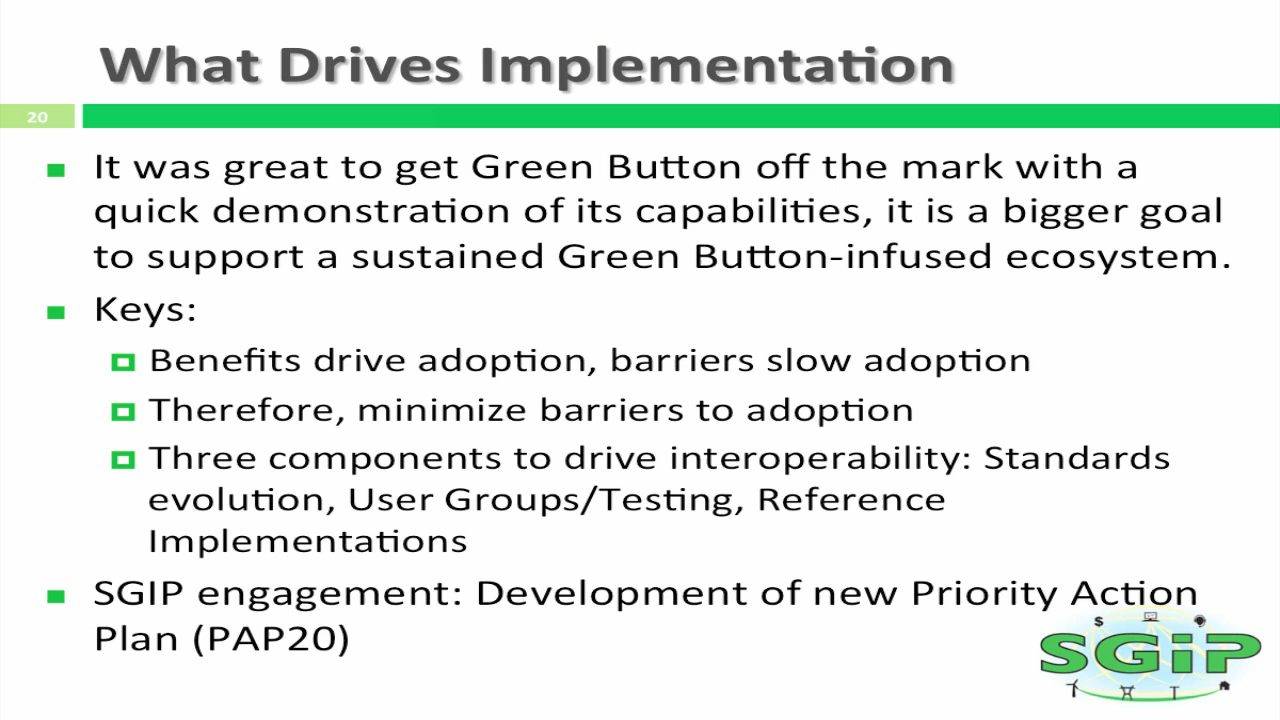 What Drives Implementation
20
It was great to get Green Button off the mark with a
quick demonstration of its capabilities, it is a bigger goal
to support a sustained Green Button-infused ecosystem.
Keys:
Benefits drive adoption, barriers slow adoption
Therefore, minimize barriers to adoption
Three components to drive interoperability: Standards
evolution, User Groups/Testing, Reference
Implementations
SGIP engagement: Development of new Priority Action
Plan (PAP20)
$
SGiP